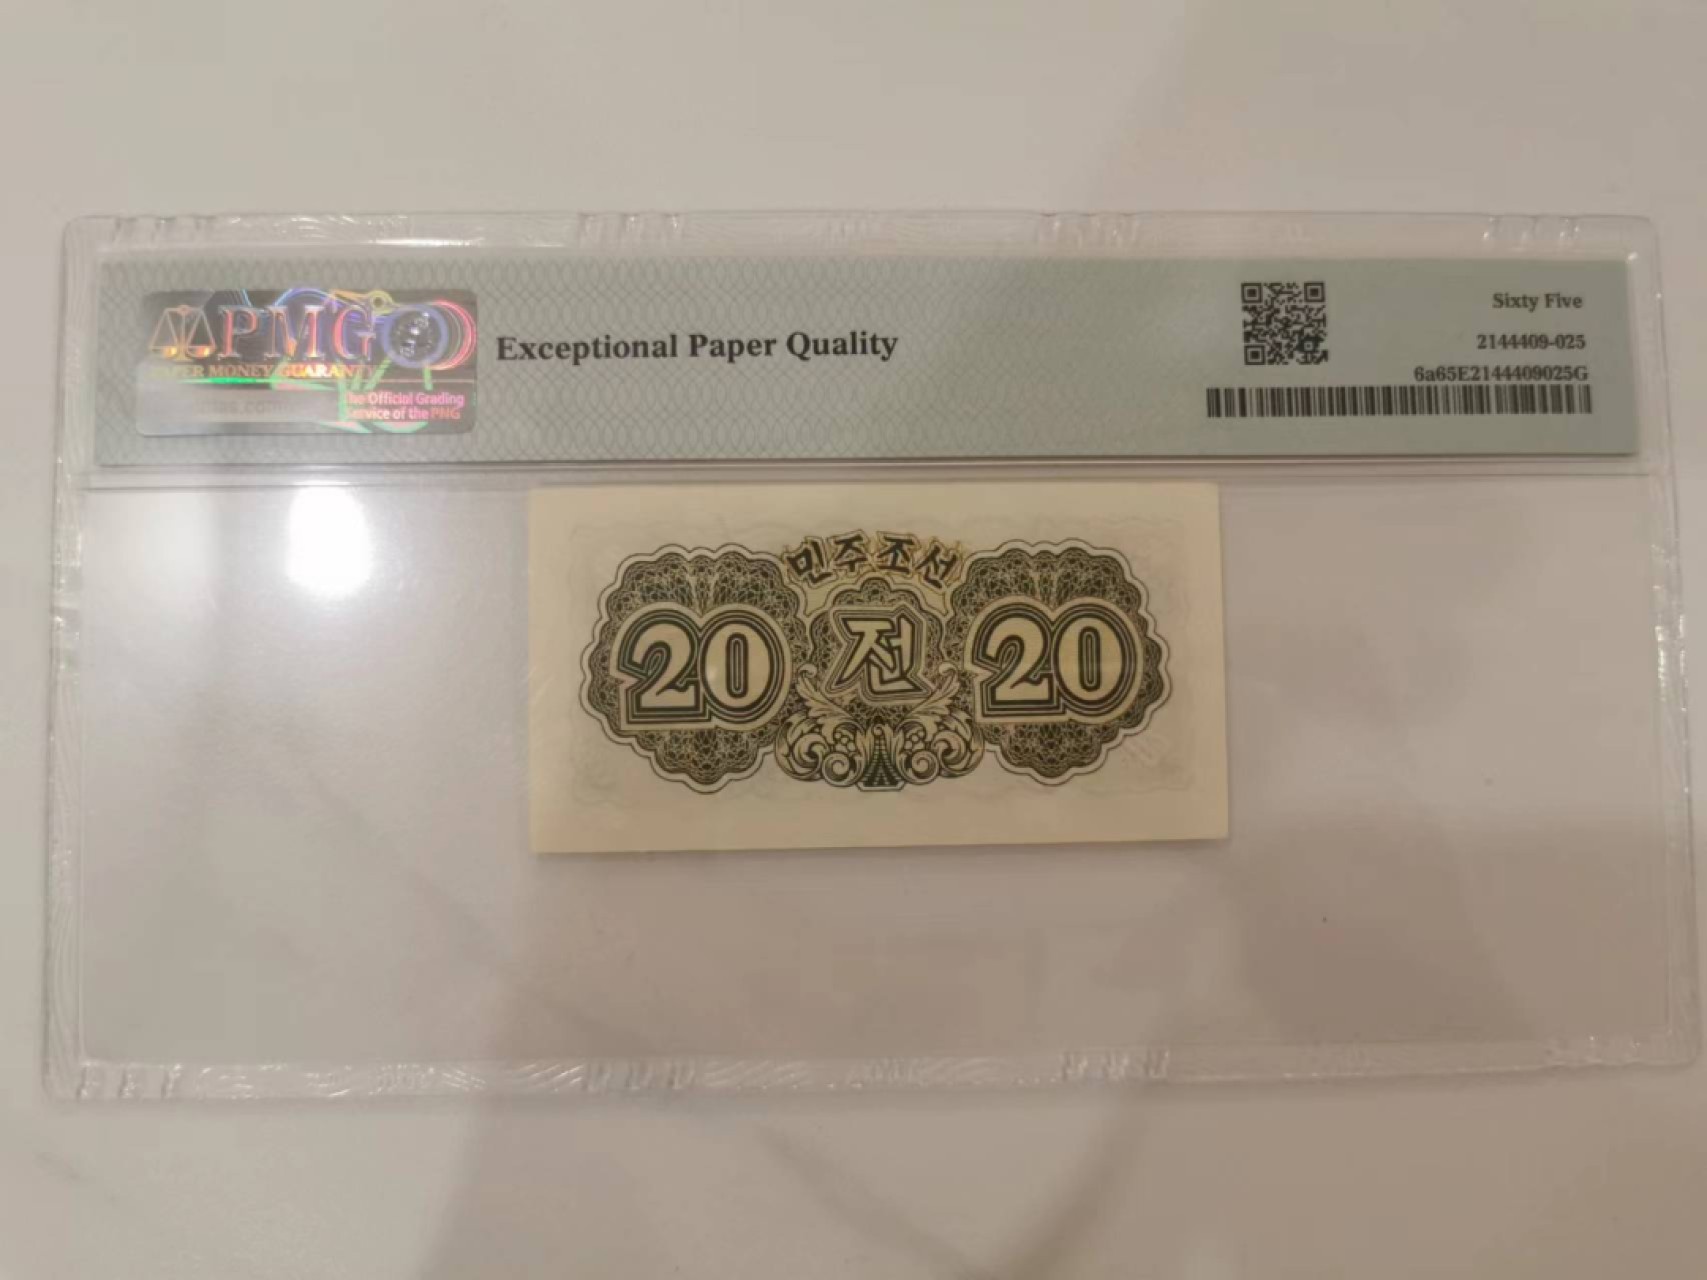 PMG
PAPER MONEY GUARANTY
The Official Grading
Service of the PNG
Exceptional Paper Quality
Sixty Five
2144409-025
6a65E2144409025G
민주조선
20 전 20